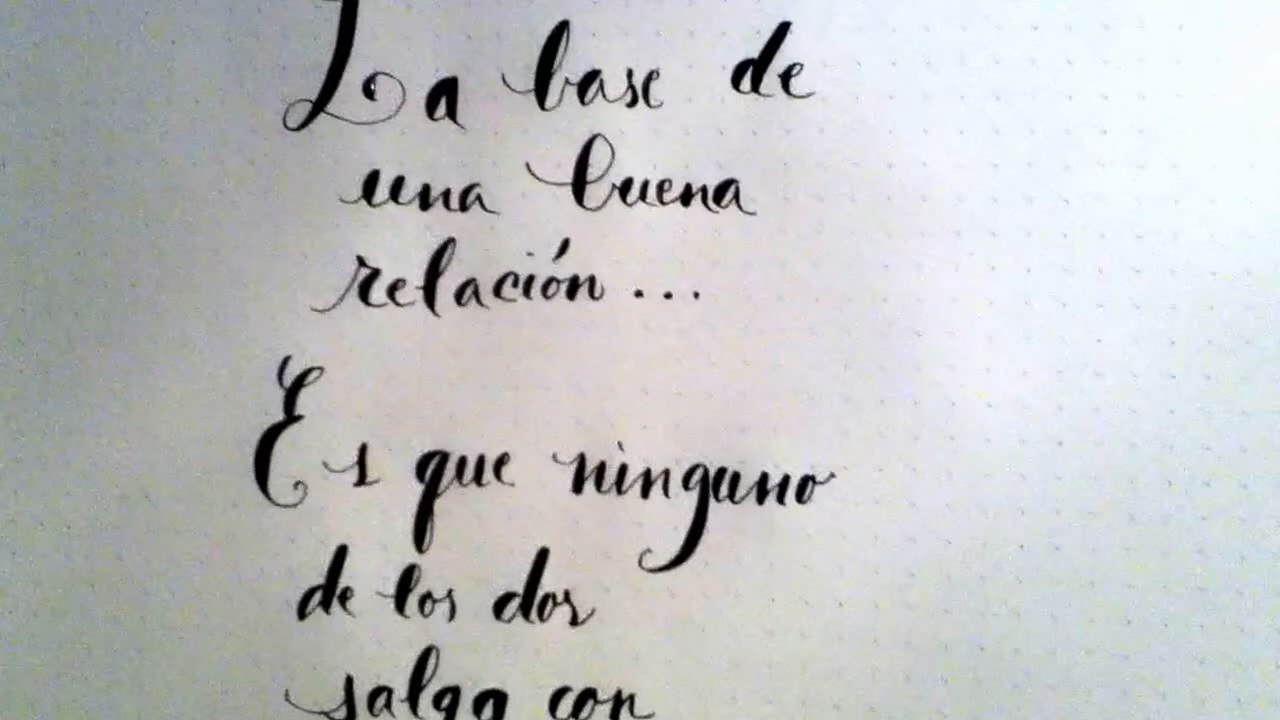 La base de
una buena
relación...
Es que ninguno
de los dos
salga con